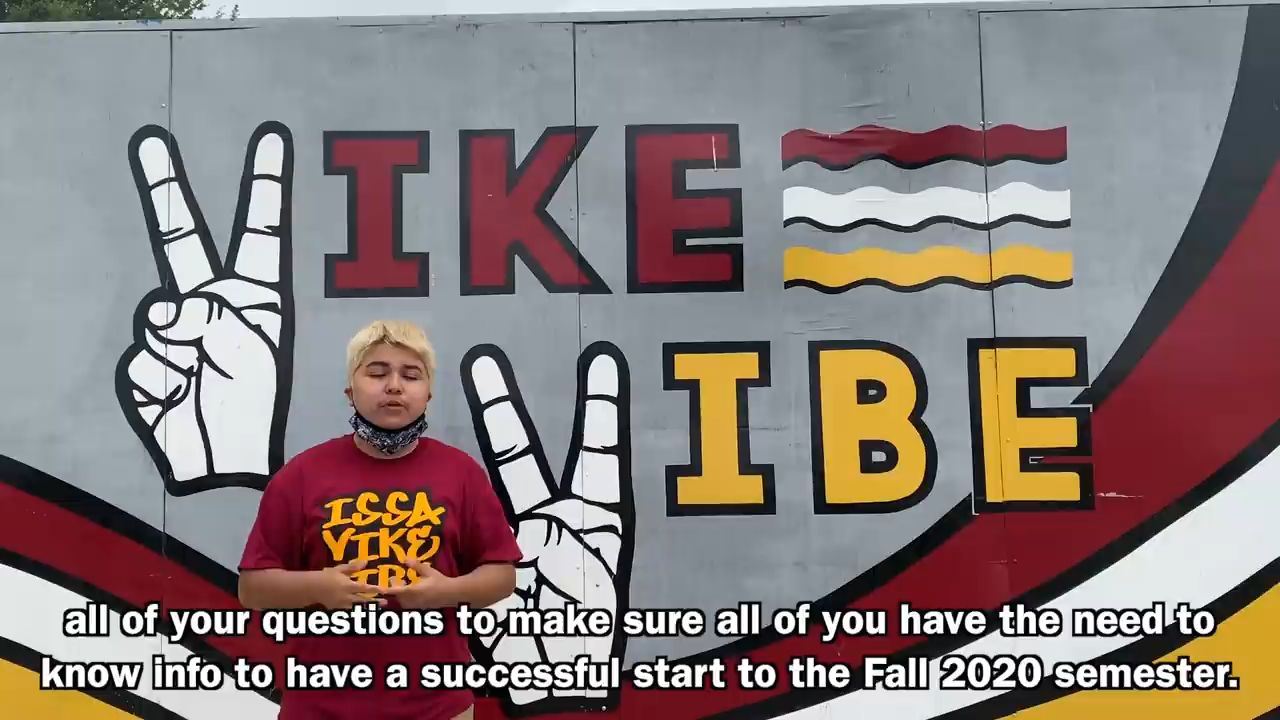 VIKE
VIBE
ISSA
VIKE
VIBE
all of your questions to make sure all of you have the need to
know info to have a successful start to the Fall 2020 semester.